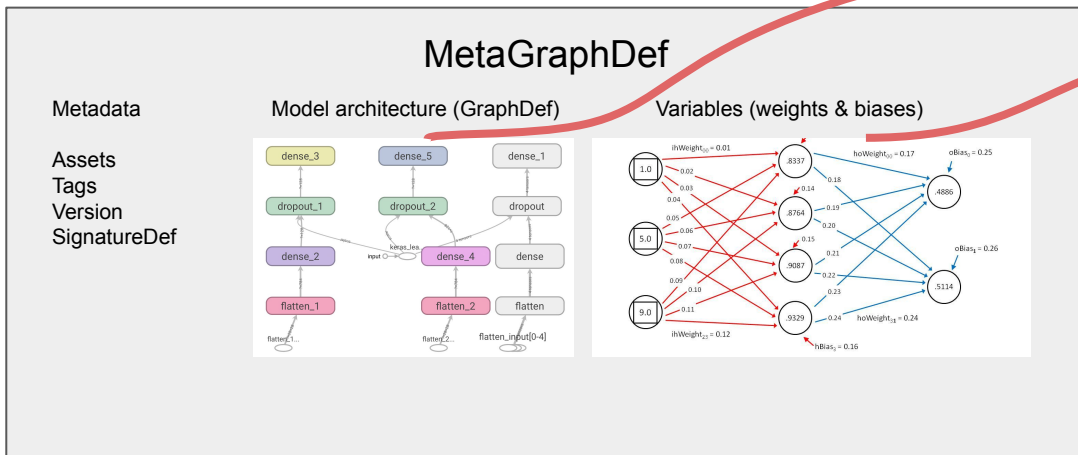 MetaGraphDef
Metadata
Assets
Tags
Version
SignatureDef
Model architecture (GraphDef)
dense_3
dense_5
dense_1
dropout_1
dropout_2
dropout
keras_lea
input
dense_2
dense_4
dense
flatten_1
flatten_2
flatten
flatten_1...
flatten_2...
flatten_input[0-4]
Variables (weights & biases)
ihWeight₀₀ = 0.01
hoWeight₀₀ = 0.17
oBias₀ = 0.25
1.0
.8337
0.02
0.03
0.04
0.14
0.18
.4886
0.05
.8764
0.19
0.06
0.20
5.0
0.15
0.07
0.21
oBias₁ = 0.26
0.08
.9087
0.22
0.09
0.10
0.23
.5114
0.11
9.0
.9329
0.24
hoWeight₃₁ = 0.24
ihWeight₂₃ = 0.12
hBias₃ = 0.16